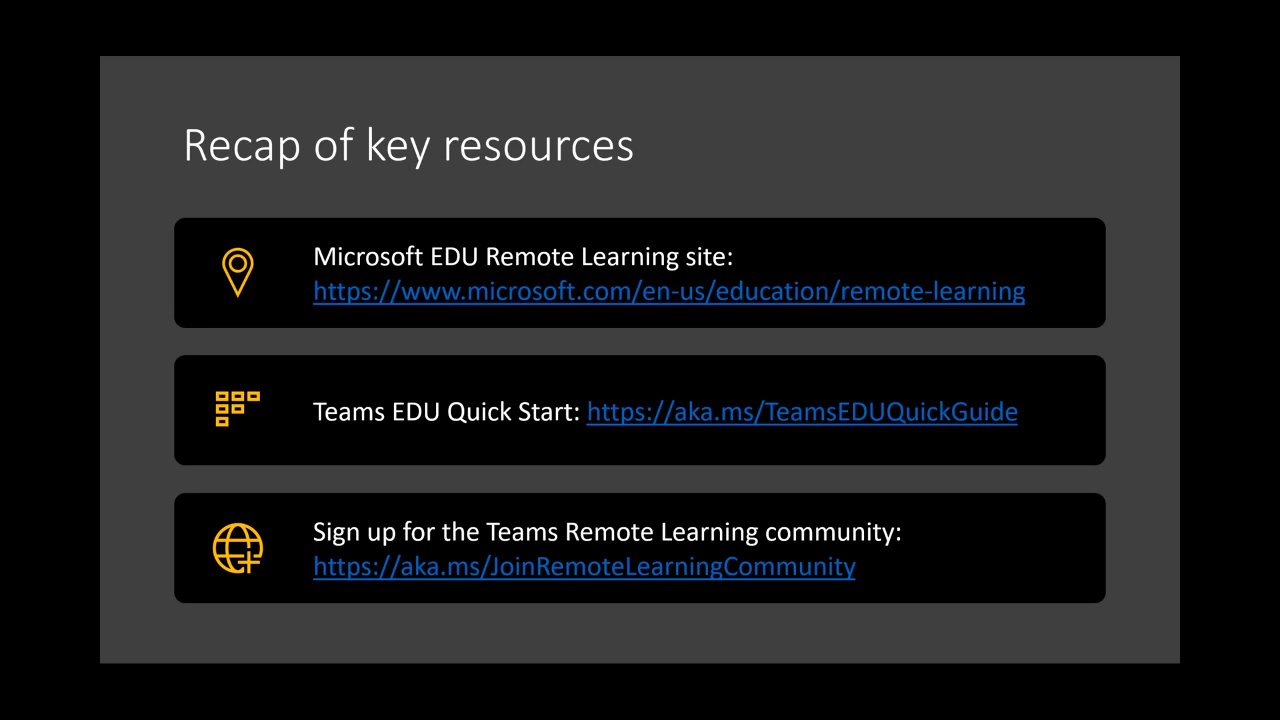 Recap of key resources
Microsoft EDU Remote Learning site:
https://www.microsoft.com/en-us/education/remote-learning
Teams EDU Quick Start: https://aka.ms/TeamsEDUQuickGuide
Sign up for the Teams Remote Learning community:
https://aka.ms/JoinRemoteLearningCommunity